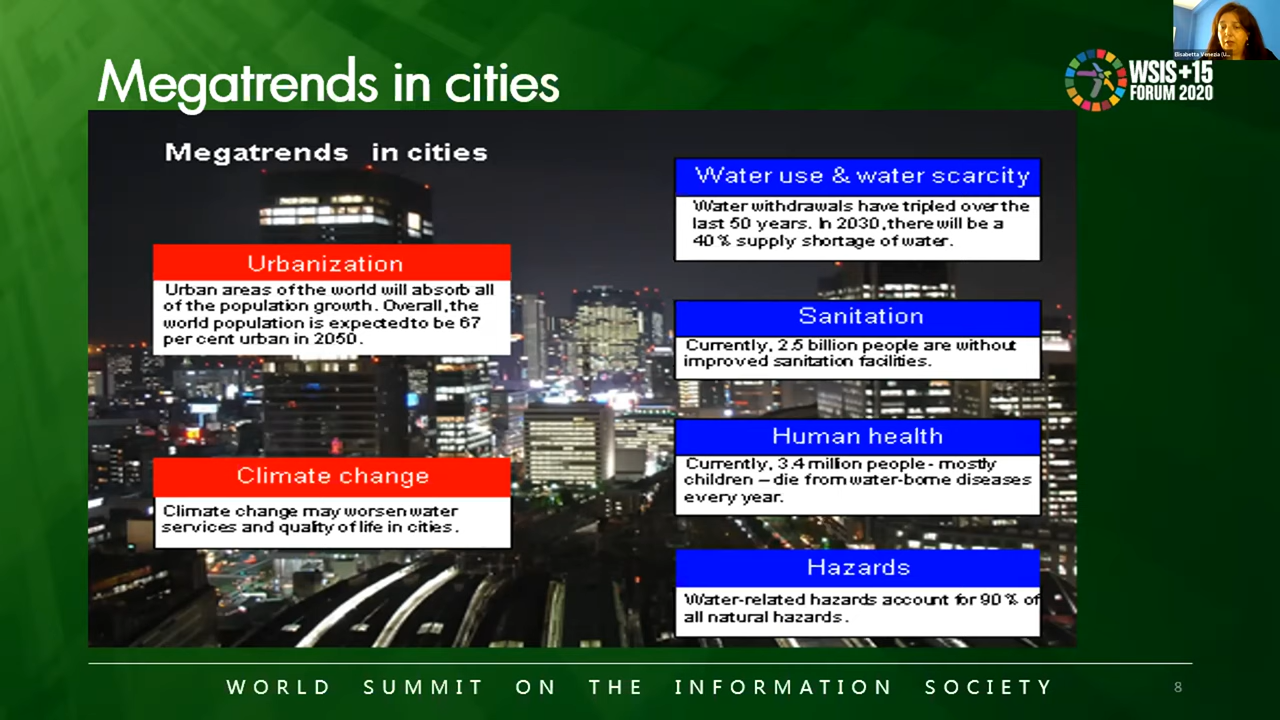 Elisabetta Venezia (U...
Megatrends in cities
WSIS+15
FORUM 2020
Megatrends in cities
Urbanization
Urban areas of the world will absorb all
of the population growth. Overall, the
world population is expected to be 67
per cent urban in 2050.
Climate change
Climate change may worsen water
services and quality of life in cities.
Water use & water scarcity
Water withdrawals have tripled over the
last 50 years. In 2030, there will be a
40 % supply shortage of water.
Sanitation
Currently, 2.5 billion people are without
improved sanitation facilities.
Human health
Currently, 3.4 million people - mostly
children – die from water-borne diseases
every year.
Hazards
Water-related hazards account for 90 % of
all natural hazards.
WORLD SUMMIT ON THE INFORMATION SOCIETY
8